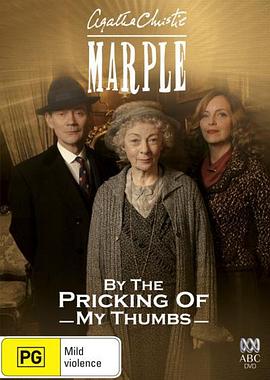 Agatha Christie
MARPLE
BY THE
PRICKING OF
MY THUMBS
PG
Mild
violence
ABC
DVD